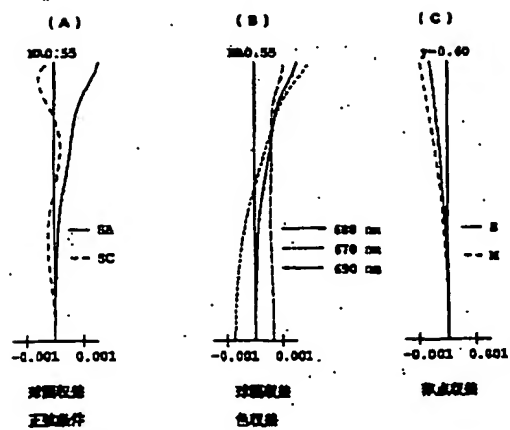 (A)
(B)
(C)
NA0.55
NA0.55
y=0.60
SA
SC
680 nm
670 nm
690 nm
S
M
-0.001 0.001
-0.001 0.001
-0.001 0.001
球面収差
正弦条件
球面収差
色収差
非点収差